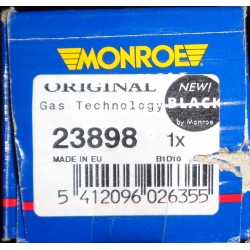 MONROE
ORIGINAL
Gas Technology
NEW!
BLACK
by Monroe
23898 1x
MADE IN EU B1D10
5 412096 026355